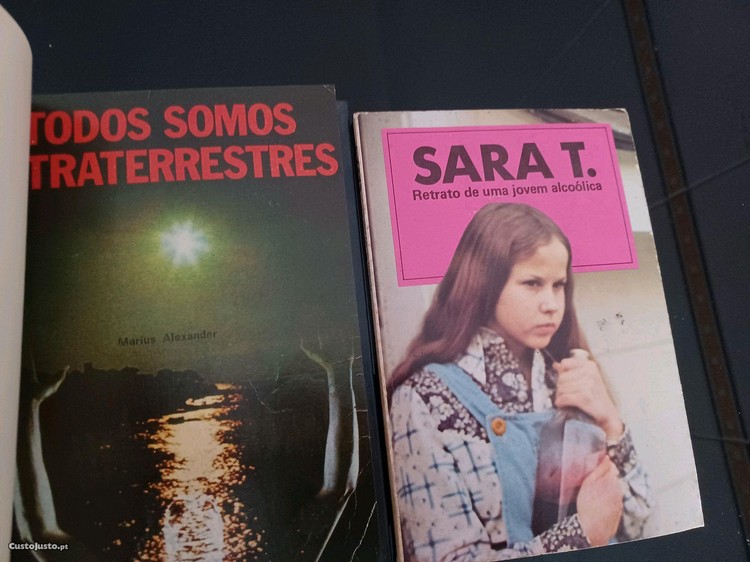 TODOS SOMOS
TRATERRESTRES
Marius Alexander
SARA T.
Retrato de uma jovem alcoólica
CustoJusto.pt